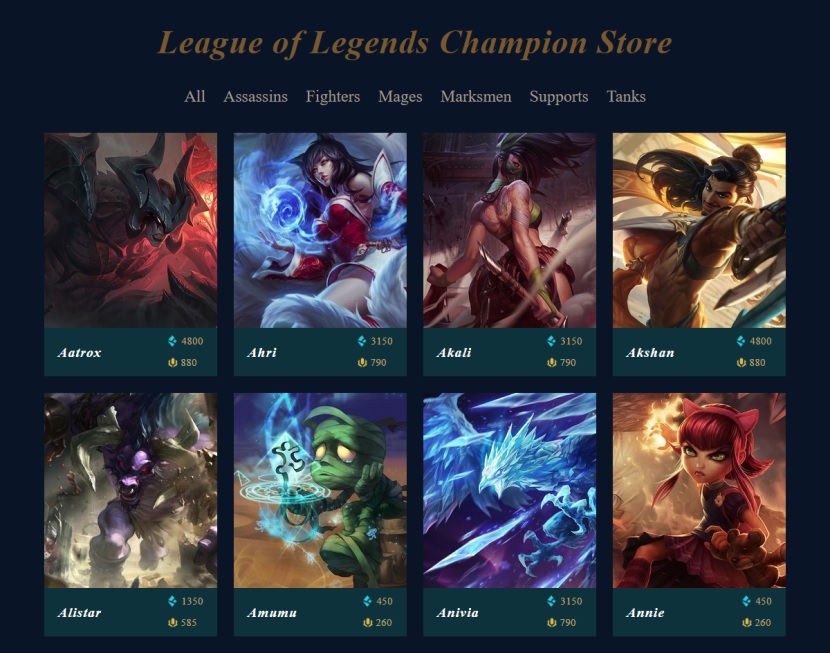 League of Legends Champion Store
All Assassins Fighters Mages Marksmen Supports Tanks
Aatrox
4800
880
Ahri
3150
790
Akali
3150
790
Akshan
4800
880
Alistar
1350
585
Amumu
450
260
Anivia
3150
790
Annie
450
260